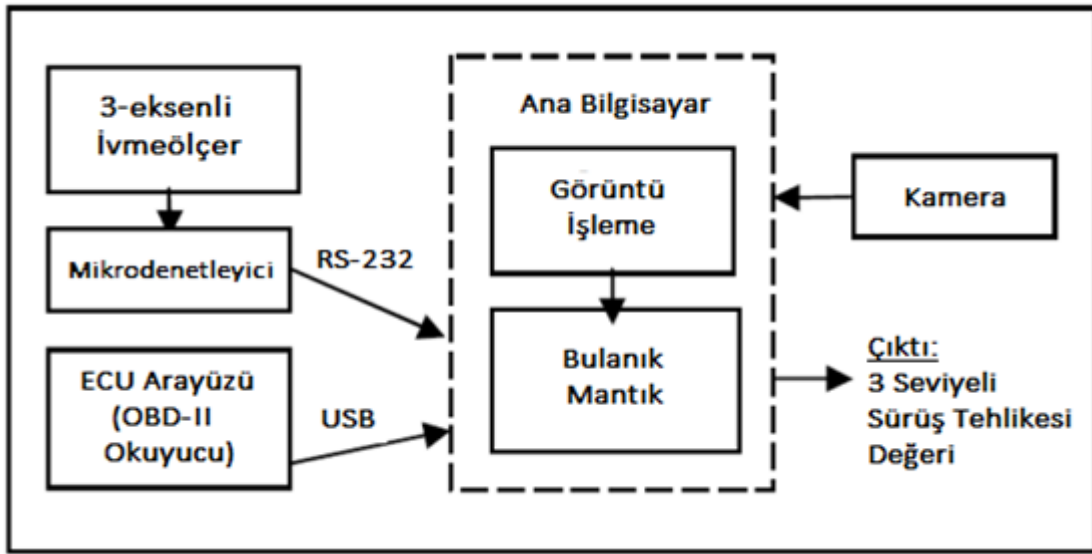 3-eksenli
İvmeölçer
Mikrodenetleyici
RS-232
ECU Arayüzü
(OBD-II
Okuyucu)
USB
Ana Bilgisayar
Görüntü
İşleme
Bulanık
Mantık
Kamera
Çıktı:
3 Seviyeli
Sürüş Tehlikesi
Değeri